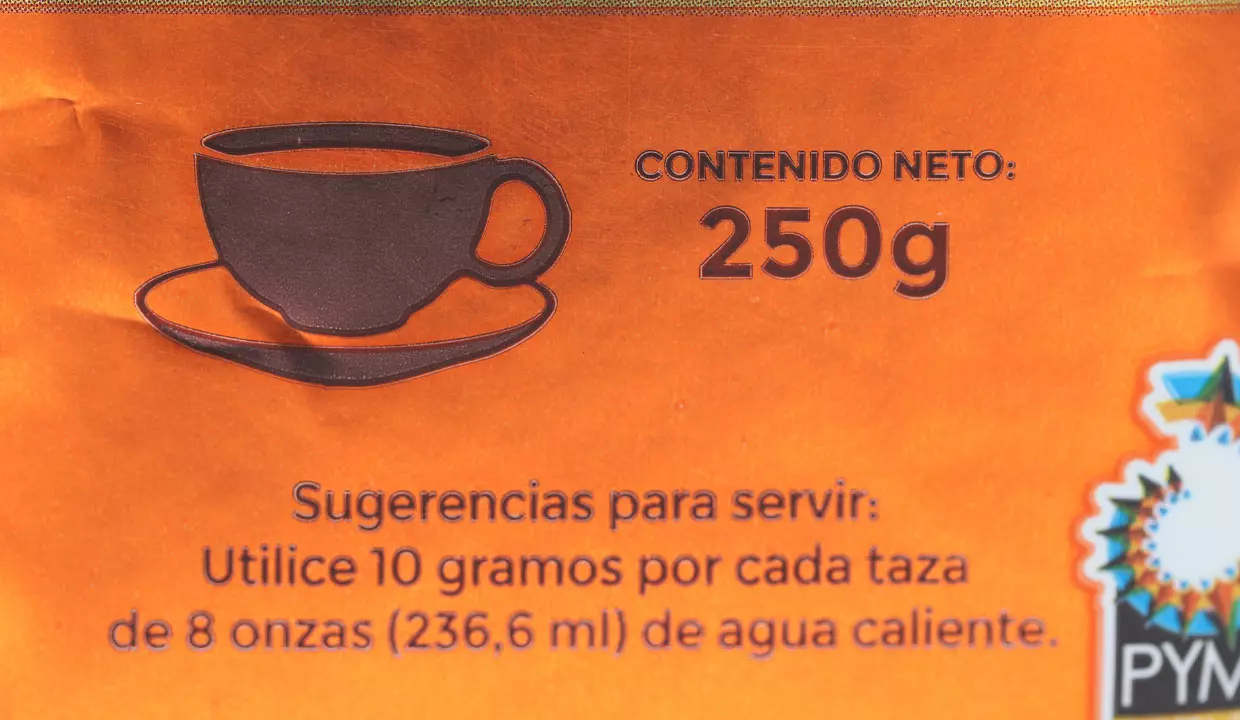 CONTENIDO NETO:
250g
Sugerencias para servir:
Utilice 10 gramos por cada taza
de 8 onzas (236,6 ml) de agua caliente.
PYM